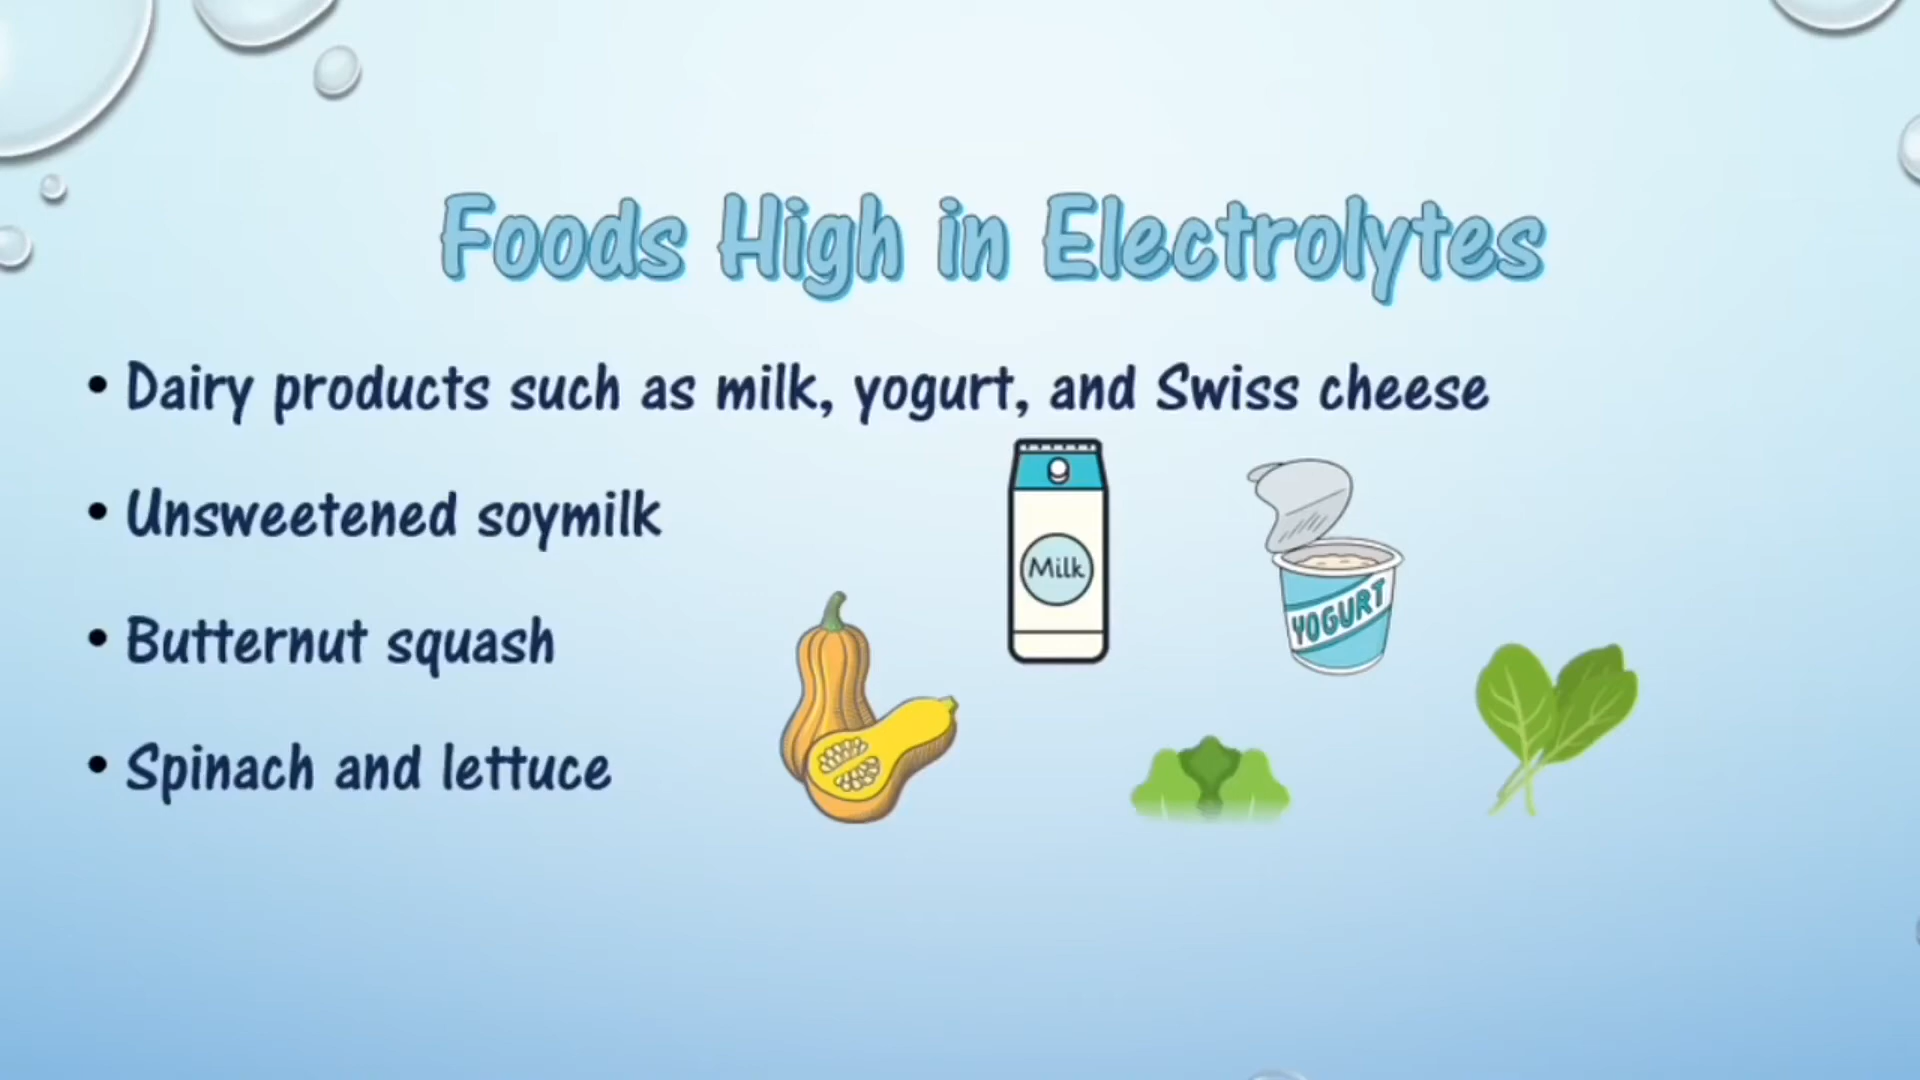 Foods High in Electrolytes
• Dairy products such as milk, yogurt, and Swiss cheese
• Unsweetened soymilk
Milk
YOGURT
• Butternut squash
• Spinach and lettuce